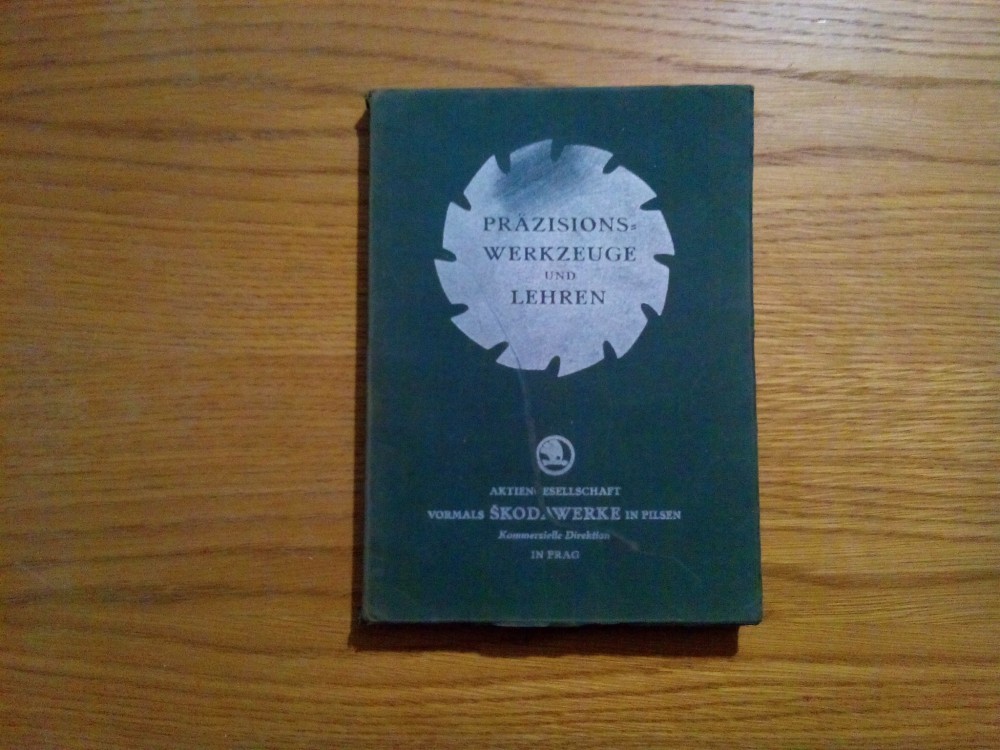 PRÄZISIONS=
WERKZEUGE
UND
LEHREN
AKTIENGESELLSCHAFT
VORMALS ŠKODAWERKE IN PILSEN
Kommerzielle Direktion
IN PRAG